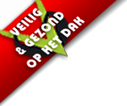 VEILIG
& GEZOND
OP HET DAK